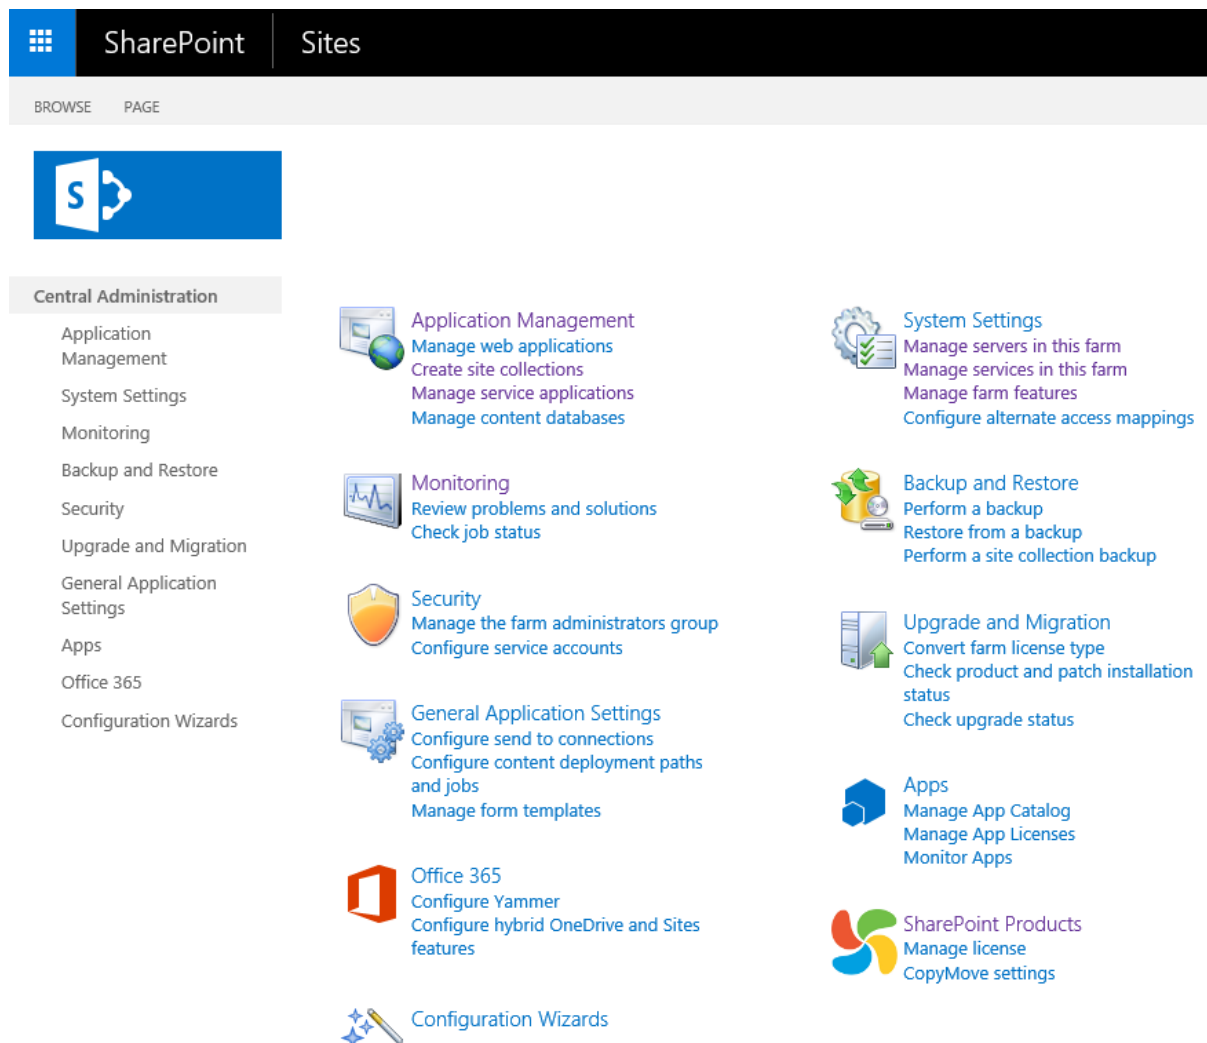 SharePoint
Sites
BROWSE
PAGE
S
Central Administration
Application
Management
System Settings
Monitoring
Backup and Restore
Security
Upgrade and Migration
General Application
Settings
Apps
Office 365
Configuration Wizards
Application Management
Manage web applications
Create site collections
Manage service applications
Manage content databases
Monitoring
Review problems and solutions
Check job status
Security
Manage the farm administrators group
Configure service accounts
General Application Settings
Configure send to connections
Configure content deployment paths
and jobs
Manage form templates
Office 365
Configure Yammer
Configure hybrid OneDrive and Sites
features
Configuration Wizards
System Settings
Manage servers in this farm
Manage services in this farm
Manage farm features
Configure alternate access mappings
Backup and Restore
Perform a backup
Restore from a backup
Perform a site collection backup
Upgrade and Migration
Convert farm license type
Check product and patch installation
status
Check upgrade status
Apps
Manage App Catalog
Manage App Licenses
Monitor Apps
SharePoint Products
Manage license
CopyMove settings